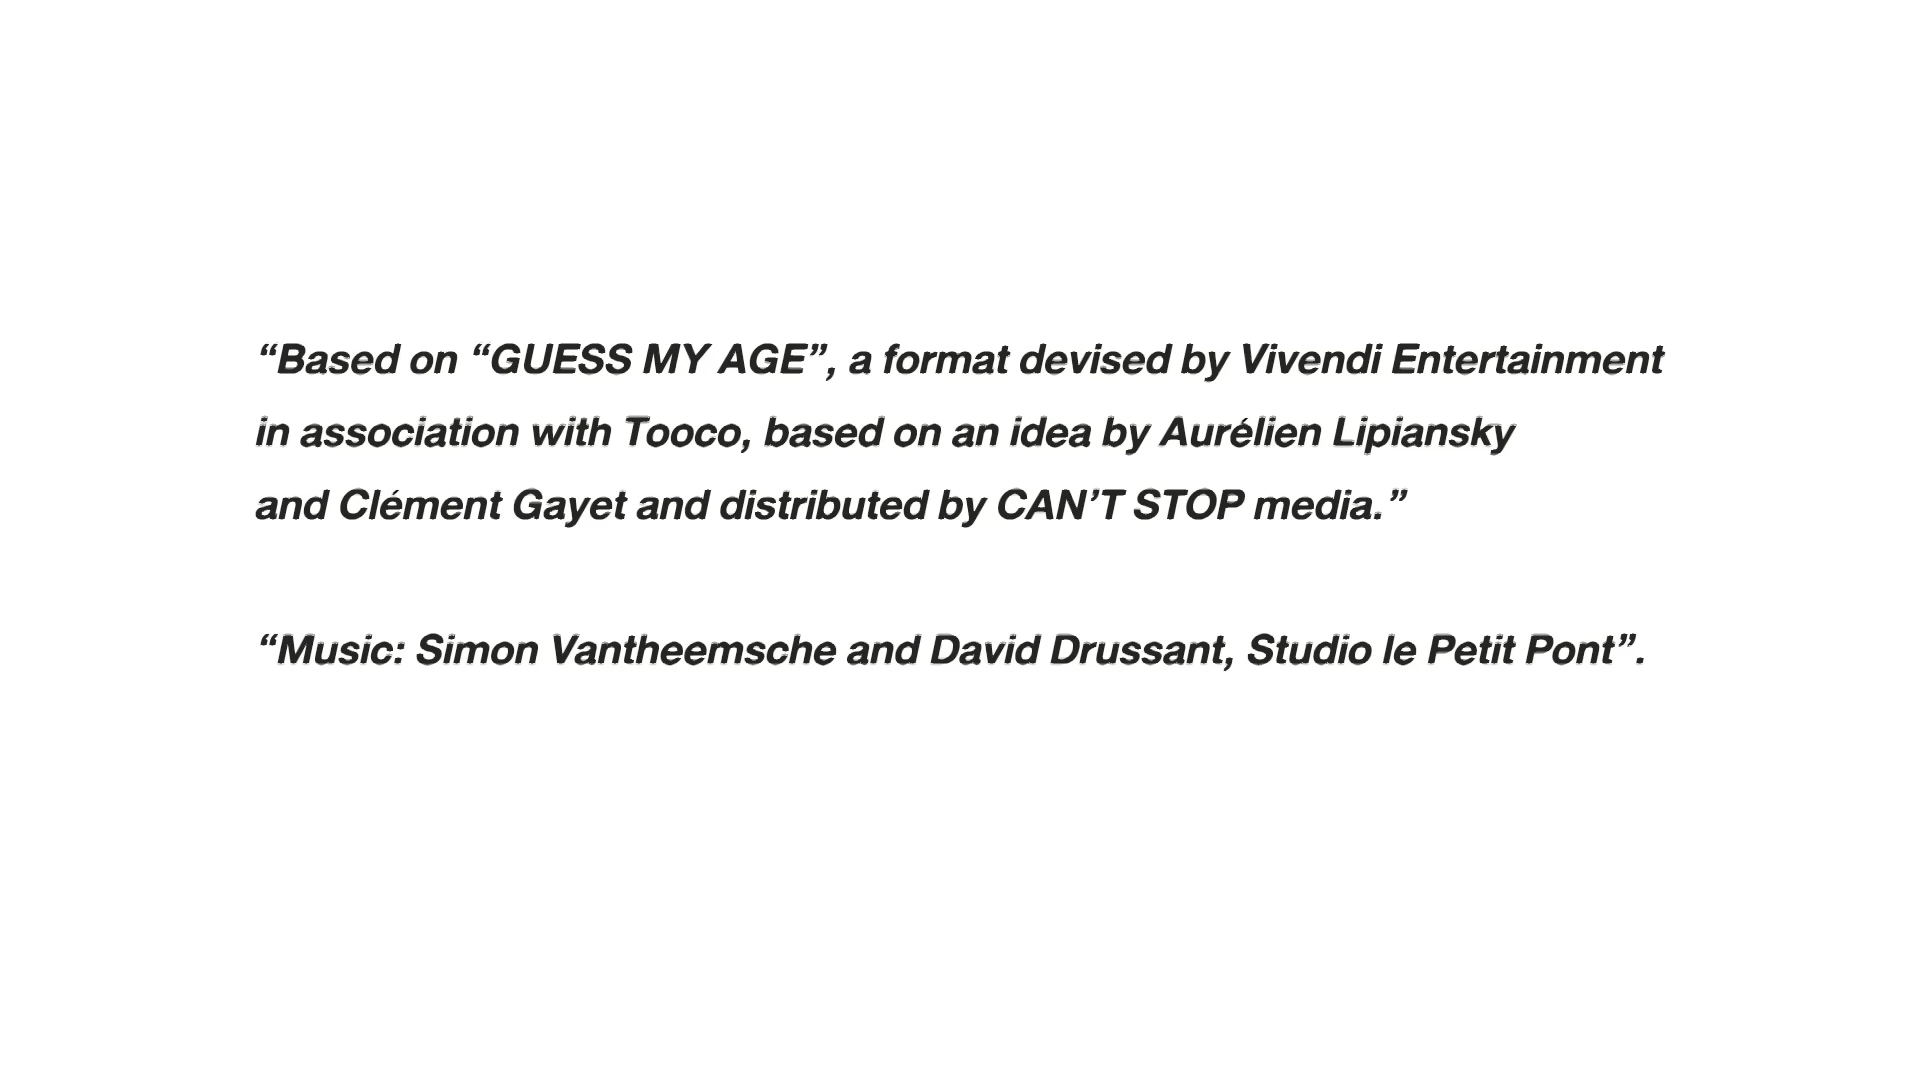 “Based on “GUESS MY AGE”, a format devised by Vivendi Entertainment
in association with Tooco, based on an idea by Aurélien Lipiansky
and Clément Gayet and distributed by CAN’T STOP media.”
“Music: Simon Vantheemsche and David Drussant, Studio le Petit Pont”.